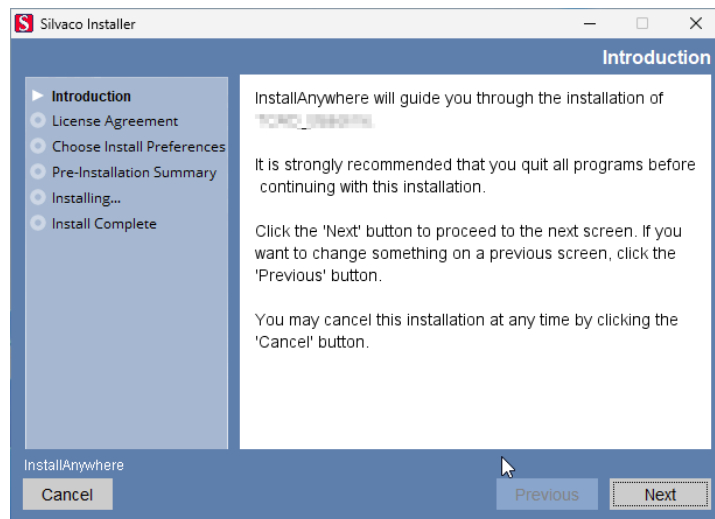 Silvaco Installer
Introduction
Introduction
License Agreement
Choose Install Preferences
Pre-Installation Summary
Installing...
Install Complete
InstallAnywhere will guide you through the installation of
It is strongly recommended that you quit all programs before
continuing with this installation.
Click the 'Next' button to proceed to the next screen. If you
want to change something on a previous screen, click the
'Previous' button.
You may cancel this installation at any time by clicking the
'Cancel' button.
InstallAnywhere
Cancel
Previous
Next